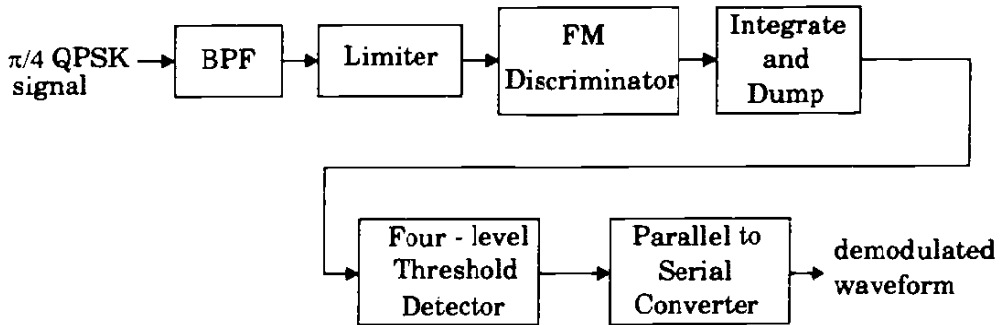 π/4 QPSK
signal
BPF
Limiter
FM
Discriminator
Integrate
and
Dump
Four - level
Threshold
Detector
Parallel to
Serial
Converter
demodulated
waveform